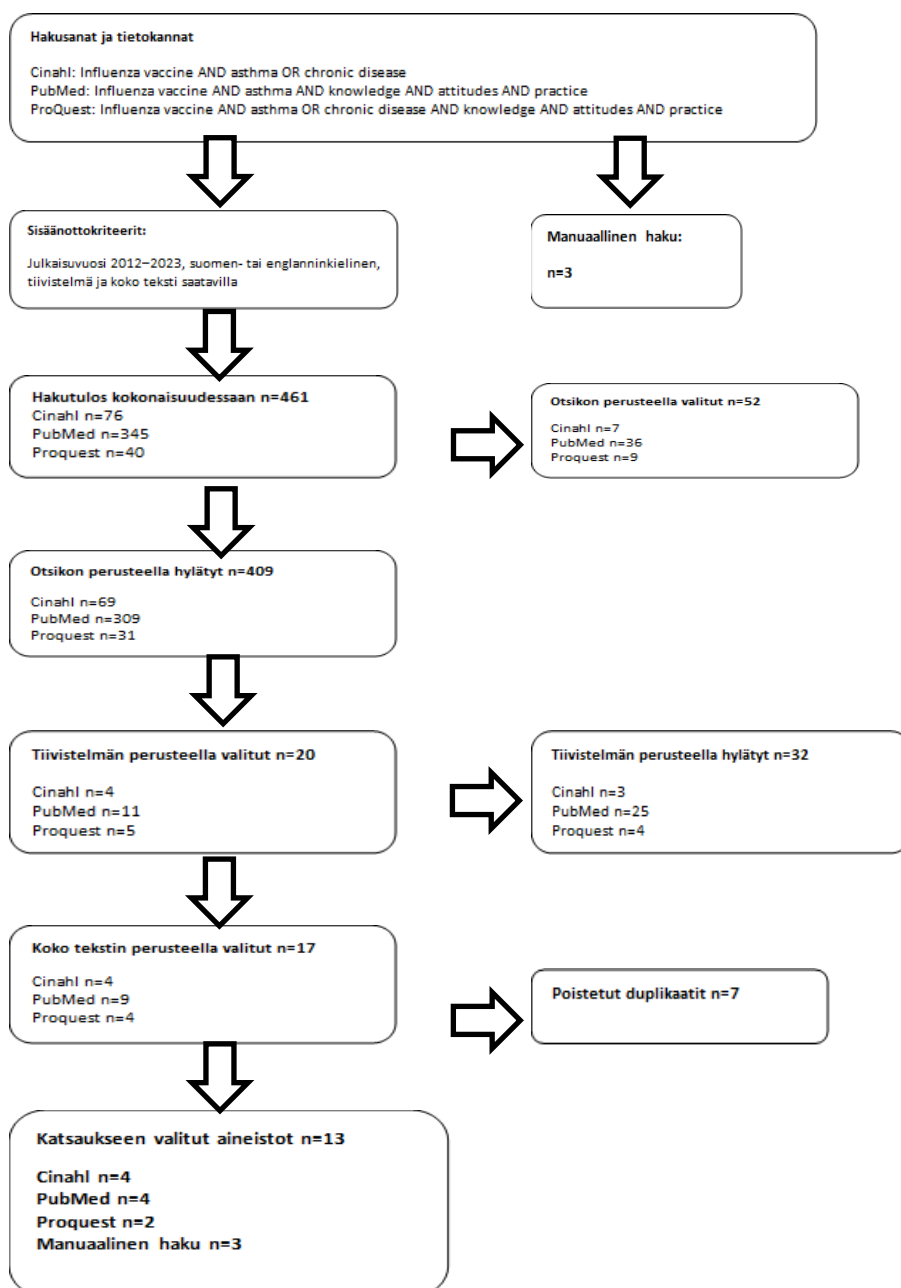 Hakusanat ja tietokannat
Cinahl: Influenza vaccine AND asthma OR chronic disease
PubMed: Influenza vaccine AND asthma AND knowledge AND attitudes AND practice
ProQuest: Influenza vaccine AND asthma OR chronic disease AND knowledge AND attitudes AND practice
Sisäänottokriteerit:
Julkaisuvuosi 2012–2023, suomen- tai englanninkielinen,
tiivistelmä ja koko teksti saatavilla
Manuaallinen haku:
n=3
Hakutulos kokonaisuudessaan n=461
Cinahl n=76
PubMed n=345
Proquest n=40
Otsikon perusteella valitut n=52
Cinahl n=7
PubMed n=36
Proquest n=9
Otsikon perusteella hylätyt n=409
Cinahl n=69
PubMed n=309
Proquest n=31
Tiivistelmän perusteella valitut n=20
Cinahl n=4
PubMed n=11
Proquest n=5
Tiivistelmän perusteella hylätyt n=32
Cinahl n=3
PubMed n=25
Proquest n=4
Koko tekstin perusteella valitut n=17
Cinahl n=4
PubMed n=9
Proquest n=4
Poistetut duplikaatit n=7
Katsaukseen valitut aineistot n=13
Cinahl n=4
PubMed n=4
Proquest n=2
Manuaalinen haku n=3